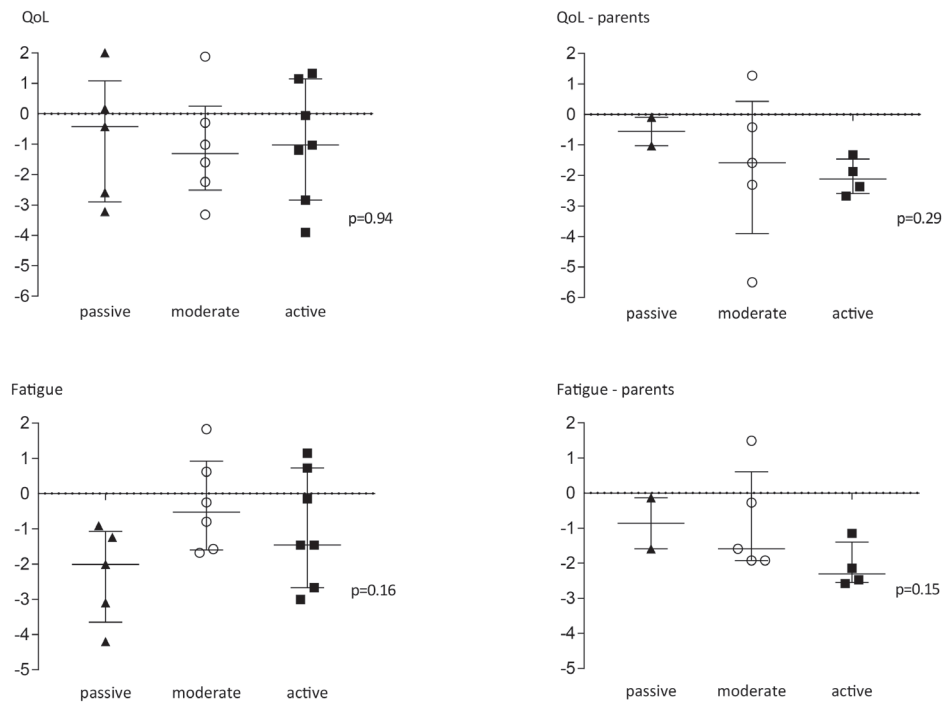 QoL
2
1
0
-1
-2
-3
-4
-5
-6
p=0.94
passive moderate active
QoL - parents
2
1
0
-1
-2
-3
-4
-5
-6
p=0.29
passive moderate active
Fatigue
2
1
0
-1
-2
-3
-4
-5
p=0.16
passive moderate active
Fatigue - parents
2
1
0
-1
-2
-3
-4
-5
p=0.15
passive moderate active